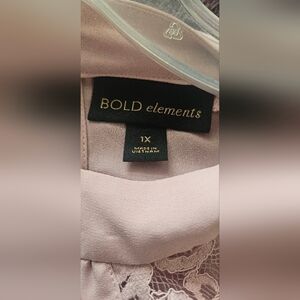 BOLD elements
1X
MADE IN
VIETNAM